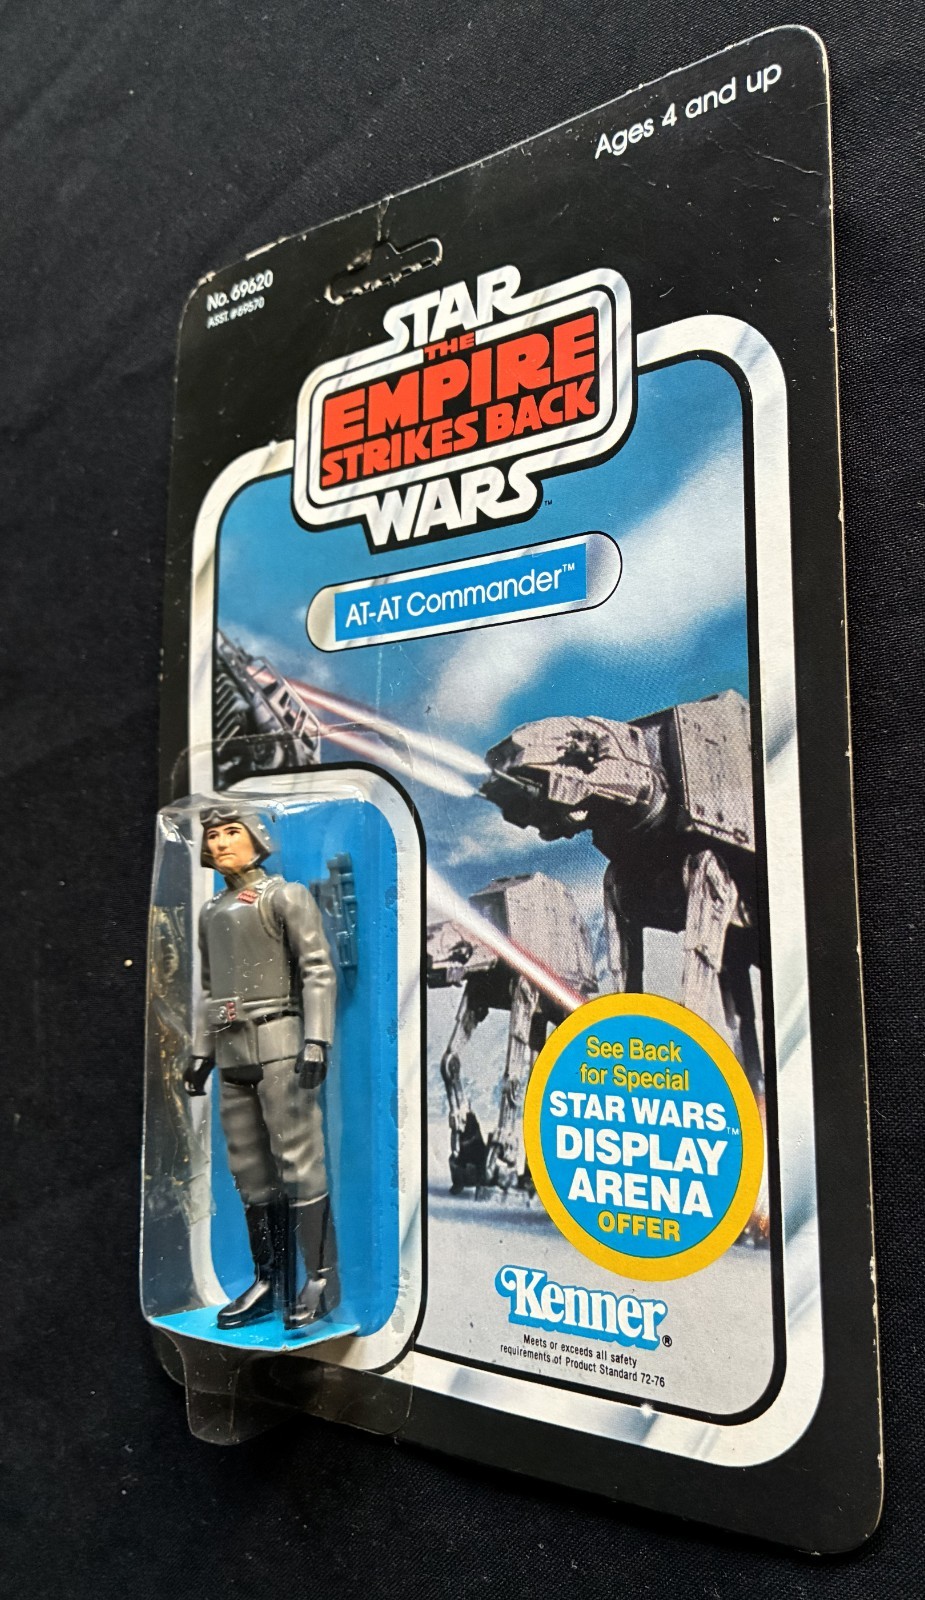 Ages 4 and up
No. 69620
ASST. #69570
STAR
THE
EMPIRE
STRIKES BACK
WARS™
AT-AT Commander™
See Back
for Special
STAR WARS™
DISPLAY
ARENA
OFFER
Kenner®
Meets or exceeds all safety
requirements of Product Standard 72-76